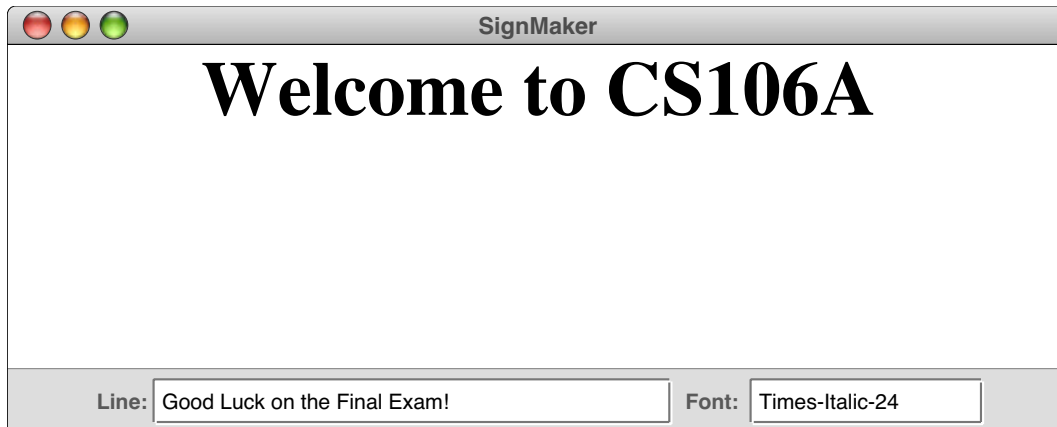 SignMaker
Welcome to CS106A
Line: Good Luck on the Final Exam! Font: Times-Italic-24